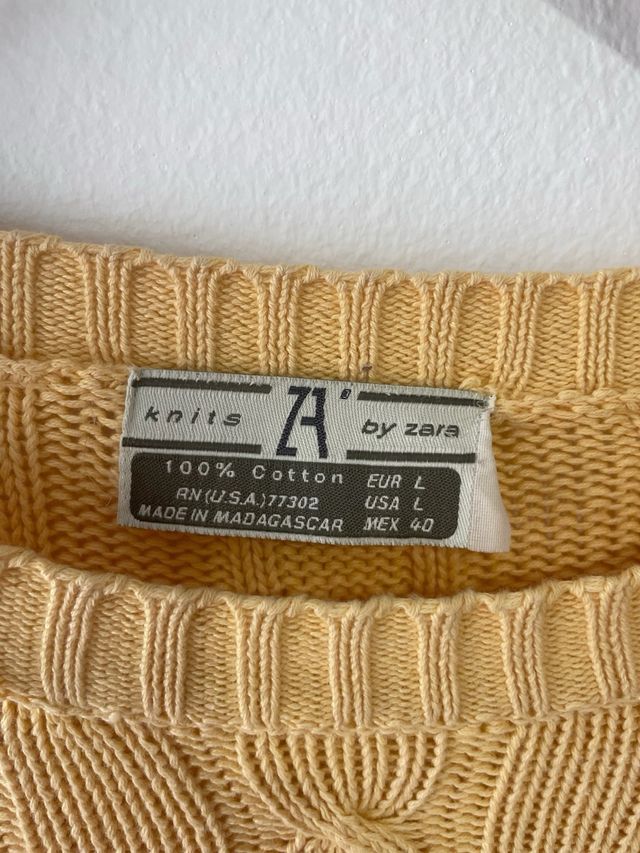 knits ZA by zara
100% Cotton
RN(U.S.A.)77302
MADE IN MADAGASCAR
EUR L
USA L
MEX 40